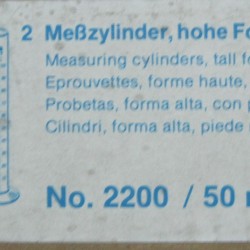 2 Meßzylinder, hohe Fo
Measuring cylinders, tall fo
Eprouvettes, forme haute,
Probetas, forma alta, con
Cilindri, forma alta, piede
No. 2200 / 50 m